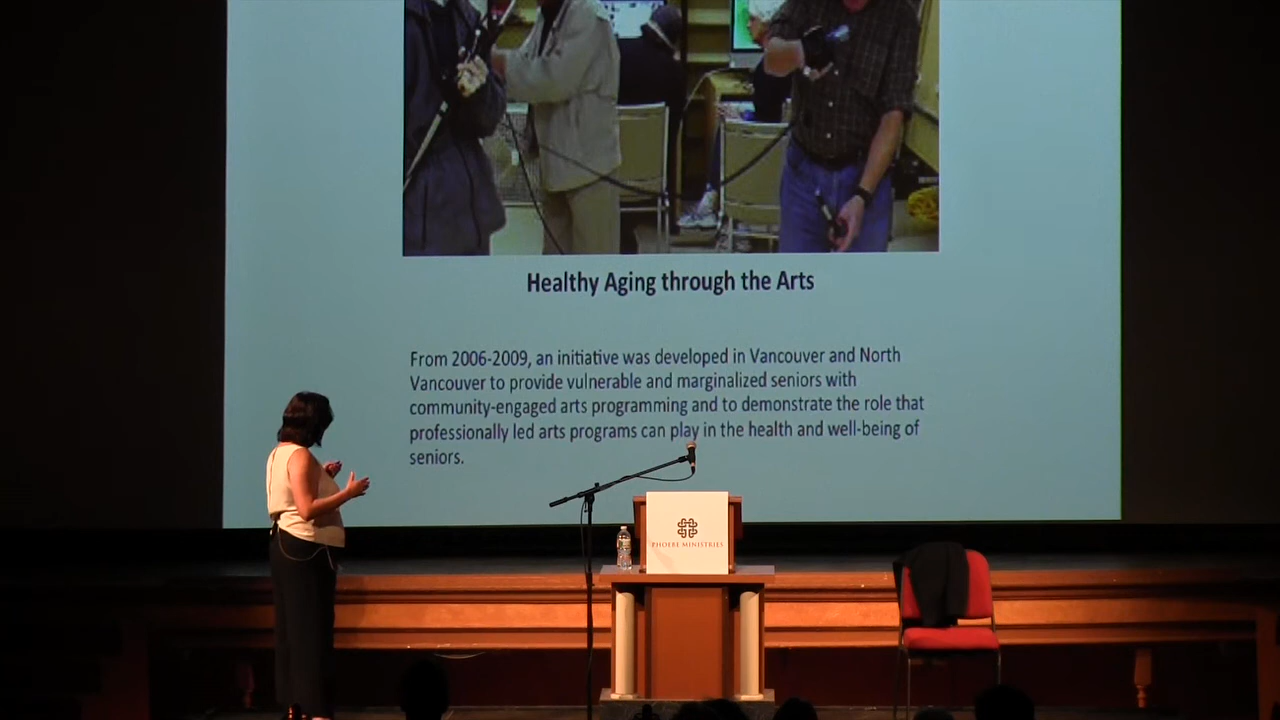 Healthy Aging through the Arts
From 2006-2009, an initiative was developed in Vancouver and North
Vancouver to provide vulnerable and marginalized seniors with
community-engaged arts programming and to demonstrate the role that
professionally led arts programs can play in the health and well-being of
seniors.
PHOEBE MINISTRIES